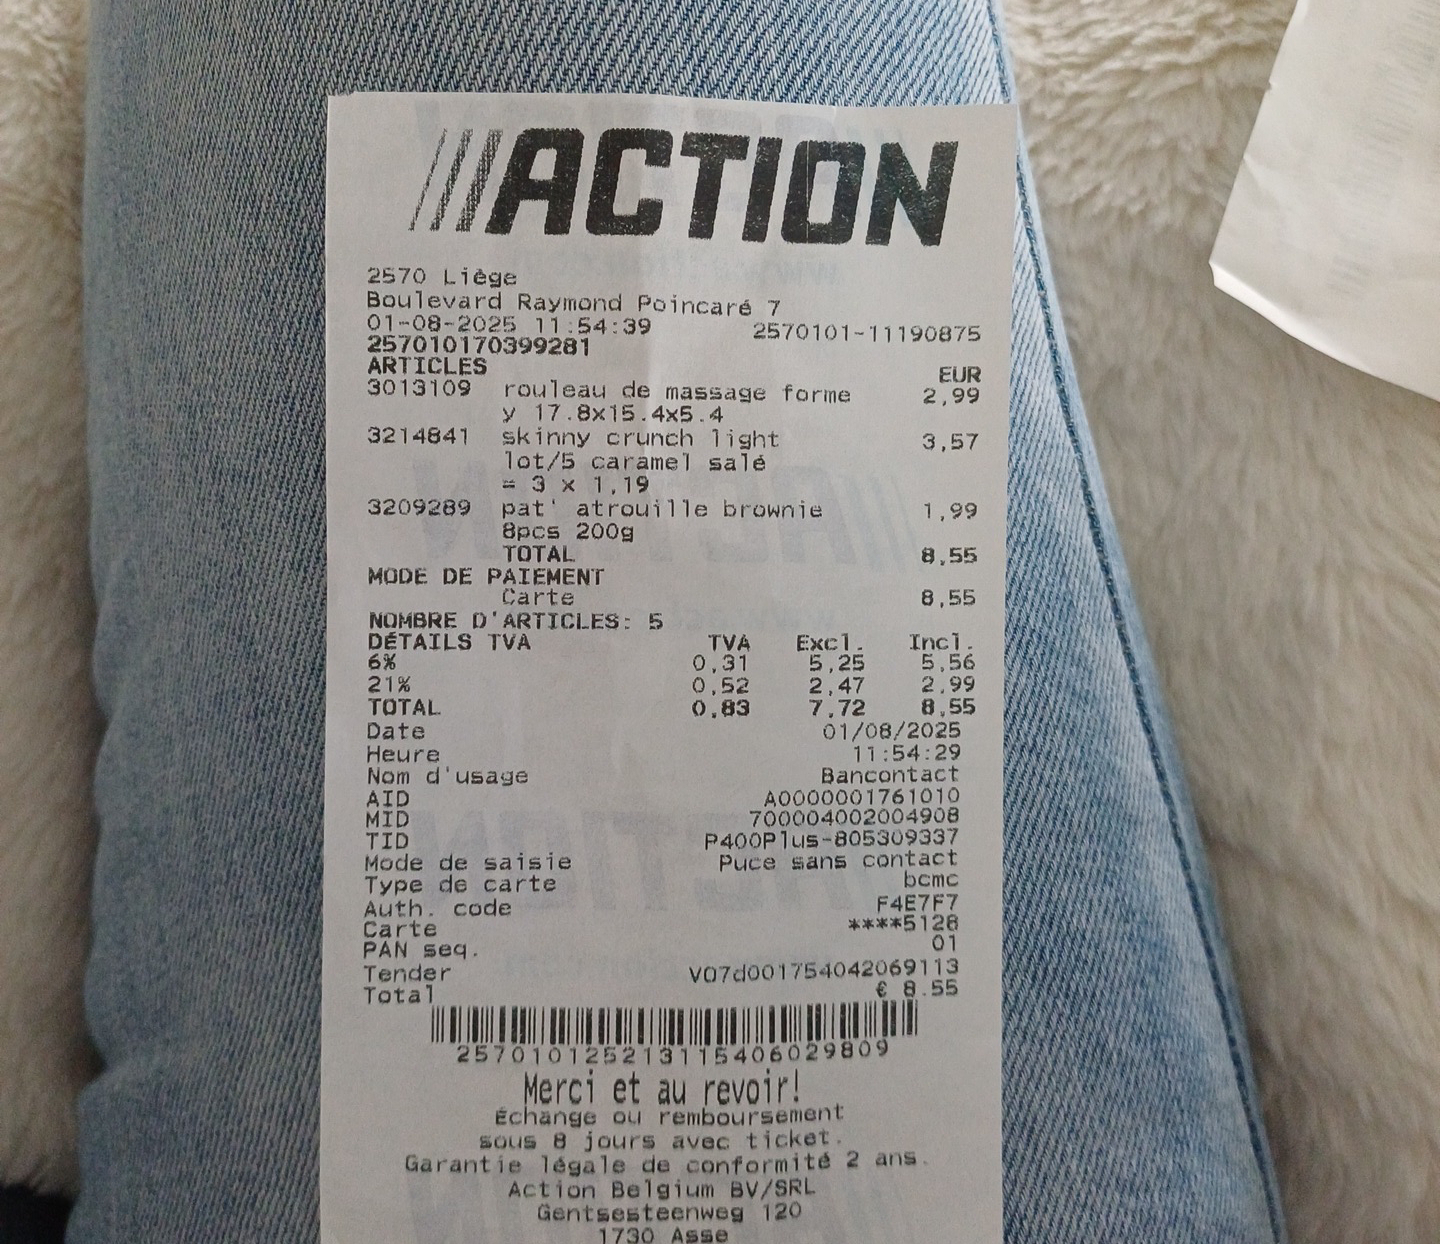 ///ACTION
2570 Liège
Boulevard Raymond Poincaré 7
01-08-2025 11:54:39 2570101-11190875
257010170399281
ARTICLES EUR
3013109 rouleau de massage forme 2,99
y 17.8x15.4x5.4
3214841 skinny crunch light 3,57
lot/5 caramel salé
= 3 x 1,19
3209289 pat' atrouille brownie 1,99
8pcs 200g
TOTAL 8,55
MODE DE PAIEMENT
Carte 8,55
NOMBRE D'ARTICLES: 5
DÉTAILS TVA TVA Excl. Incl.
6% 0,31 5,25 5,56
21% 0,52 2,47 2,99
TOTAL 0,83 7,72 8,55
Date 01/08/2025
Heure 11:54:29
Nom d'usage Bancontact
AID A0000001761010
MID 700004002004908
TID P400Plus-805309337
Mode de saisie Puce sans contact
Type de carte bcmc
Auth. code F4E7F7
Carte ****5128
PAN seq. 01
Tender V07d001754042069113
Total € 8.55
2570101252131154060298​09
Merci et au revoir!
Échange ou remboursement
sous 8 jours avec ticket.
Garantie légale de conformité 2 ans.
Action Belgium BV/SRL
Gentsesteenweg 120
1730 Asse